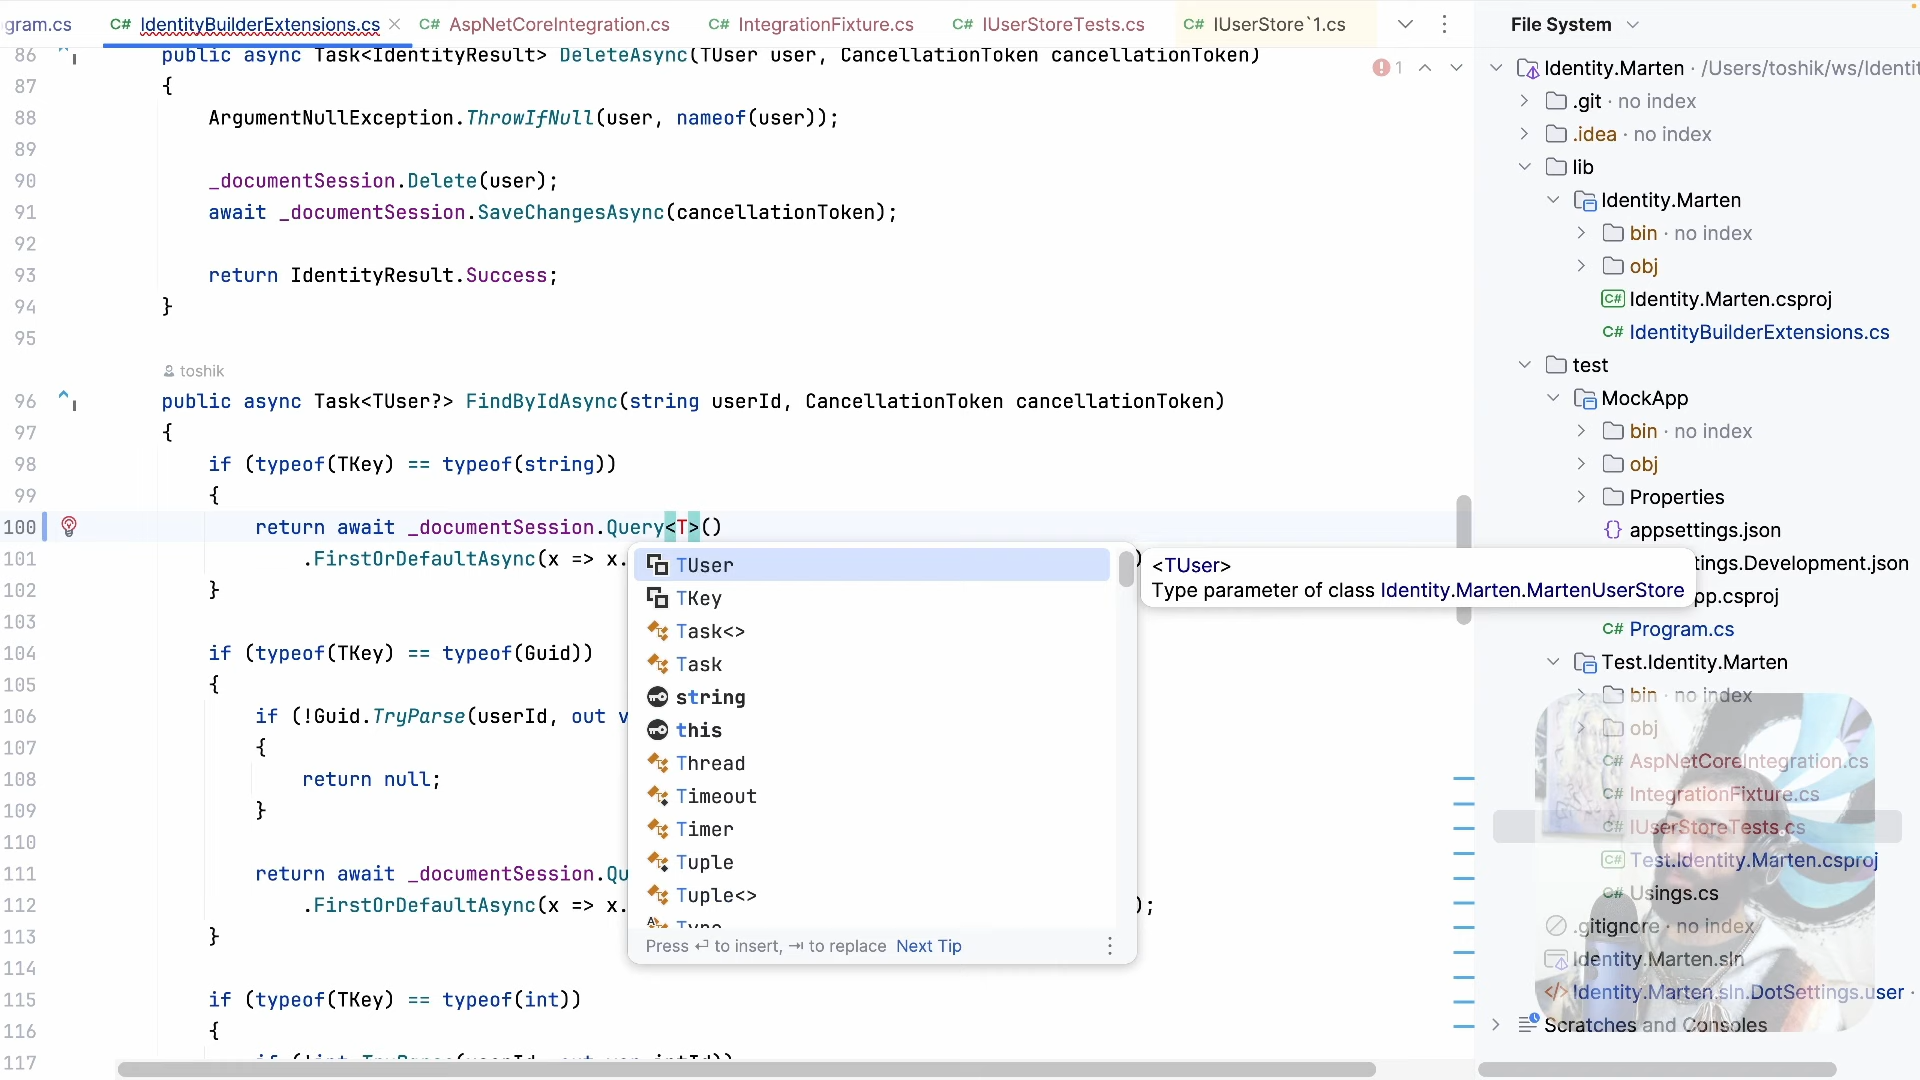 gram.cs
C# IdentityBuilderExtensions.cs
C# AspNetCoreIntegration.cs
C# IntegrationFixture.cs
C# IUserStoreTests.cs
C# IUserStore`1.cs
File System
86 public async Task<IdentityResult> DeleteAsync(TUser user, CancellationToken cancellationToken)
1
87 {
88 ArgumentNullException.ThrowIfNull(user, nameof(user));
89
90 _documentSession.Delete(user);
91 await _documentSession.SaveChangesAsync(cancellationToken);
92
93 return IdentityResult.Success;
94 }
95
toshik
96 public async Task<TUser?> FindByIdAsync(string userId, CancellationToken cancellationToken)
97 {
98 if (typeof(TKey) == typeof(string))
99 {
100 return await _documentSession.Query<T>()
101 .FirstOrDefaultAsync(x => x.
102 }
103
104 if (typeof(TKey) == typeof(Guid))
105 {
106 if (!Guid.TryParse(userId, out v
107 {
108 return null;
109 }
110
111 return await _documentSession.Qu
112 .FirstOrDefaultAsync(x => x. );
113 }
114
115 if (typeof(TKey) == typeof(int))
116 {
117 if (!int.TryParse(userId, out var intId))
TUser
TKey
Task<>
Task
string
this
Thread
Timeout
Timer
Tuple
Tuple<>
Type
Press ↵ to insert, ⇥ to replace Next Tip
<TUser>
Type parameter of class Identity.Marten.MartenUserStore
Identity.Marten · /Users/toshik/ws/Identit
.git · no index
.idea · no index
lib
Identity.Marten
bin · no index
obj
C# Identity.Marten.csproj
C# IdentityBuilderExtensions.cs
test
MockApp
bin · no index
obj
Properties
{} appsettings.json
tings.Development.json
pp.csproj
C# Program.cs
Test.Identity.Marten
bin · no index
obj
C# AspNetCoreIntegration.cs
C# IntegrationFixture.cs
C# IUserStoreTests.cs
C# Test.Identity.Marten.csproj
C# Usings.cs
.gitignore · no index
Identity.Marten.sln
</> Identity.Marten.sln.DotSettings.user ·
Scratches and Consoles